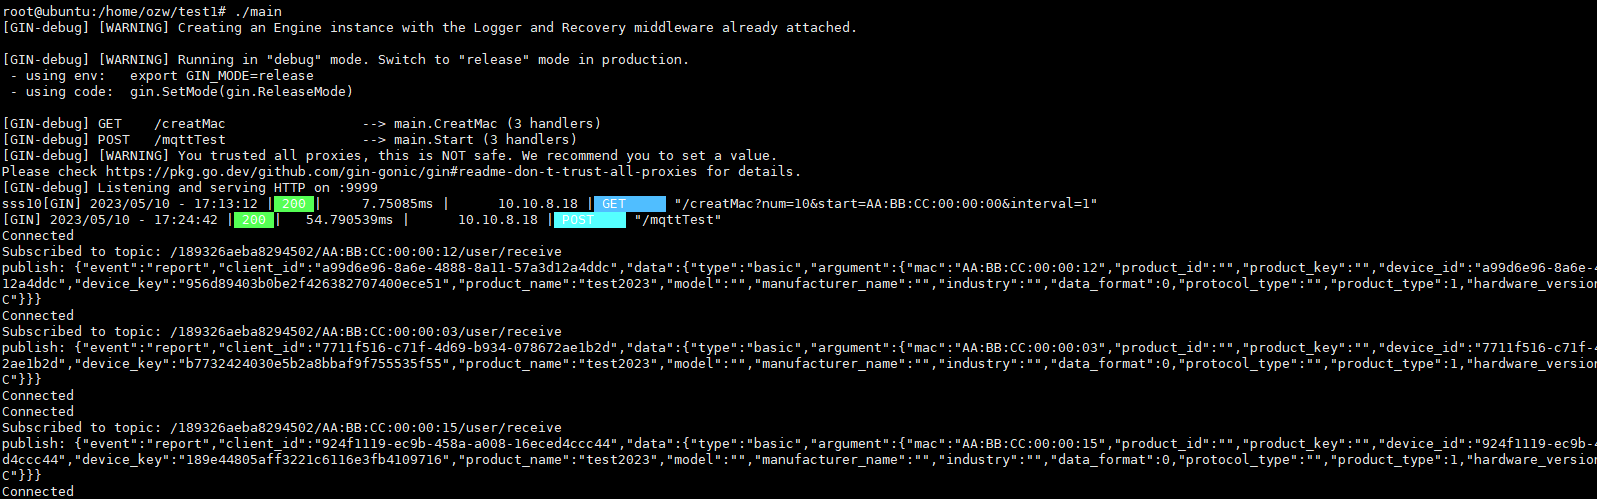 root@ubuntu:/home/ozw/test1# ./main
[GIN-debug] [WARNING] Creating an Engine instance with the Logger and Recovery middleware already attached.
[GIN-debug] [WARNING] Running in "debug" mode. Switch to "release" mode in production.
- using env:   export GIN_MODE=release
- using code:  gin.SetMode(gin.ReleaseMode)
[GIN-debug] GET    /creatMac                 --> main.CreatMac (3 handlers)
[GIN-debug] POST   /mqttTest                 --> main.Start (3 handlers)
[GIN-debug] [WARNING] You trusted all proxies, this is NOT safe. We recommend you to set a value.
Please check https://pkg.go.dev/github.com/gin-gonic/gin#readme-don-t-trust-all-proxies for details.
[GIN-debug] Listening and serving HTTP on :9999
sss10[GIN] 2023/05/10 - 17:13:12 | 200 |     7.75085ms |      10.10.8.18 | GET      "/creatMac?num=10&start=AA:BB:CC:00:00:00&interval=1"
[GIN] 2023/05/10 - 17:24:42 | 200 |   54.790539ms |      10.10.8.18 | POST     "/mqttTest"
Connected
Subscribed to topic: /189326aeba8294502/AA:BB:CC:00:00:12/user/receive
publish: {"event":"report","client_id":"a99d6e96-8a6e-4888-8a11-57a3d12a4ddc","data":{"type":"basic","argument":{"mac":"AA:BB:CC:00:00:12","product_id":"","product_key":"","device_id":"a99d6e96-8a6e-4
12a4ddc","device_key":"956d89403b0be2f426382707400ece51","product_name":"test2023","model":"","manufacturer_name":"","industry":"","data_format":0,"protocol_type":"","product_type":1,"hardware_version
C"}}}
Connected
Subscribed to topic: /189326aeba8294502/AA:BB:CC:00:00:03/user/receive
publish: {"event":"report","client_id":"7711f516-c71f-4d69-b934-078672ae1b2d","data":{"type":"basic","argument":{"mac":"AA:BB:CC:00:00:03","product_id":"","product_key":"","device_id":"7711f516-c71f-4
2ae1b2d","device_key":"b7732424030e5b2a8bbaf9f755535f55","product_name":"test2023","model":"","manufacturer_name":"","industry":"","data_format":0,"protocol_type":"","product_type":1,"hardware_version
C"}}}
Connected
Connected
Subscribed to topic: /189326aeba8294502/AA:BB:CC:00:00:15/user/receive
publish: {"event":"report","client_id":"924f1119-ec9b-458a-a008-16eced4ccc44","data":{"type":"basic","argument":{"mac":"AA:BB:CC:00:00:15","product_id":"","product_key":"","device_id":"924f1119-ec9b-4
d4ccc44","device_key":"189e44805aff3221c6116e3fb4109716","product_name":"test2023","model":"","manufacturer_name":"","industry":"","data_format":0,"protocol_type":"","product_type":1,"hardware_version
C"}}}
Connected